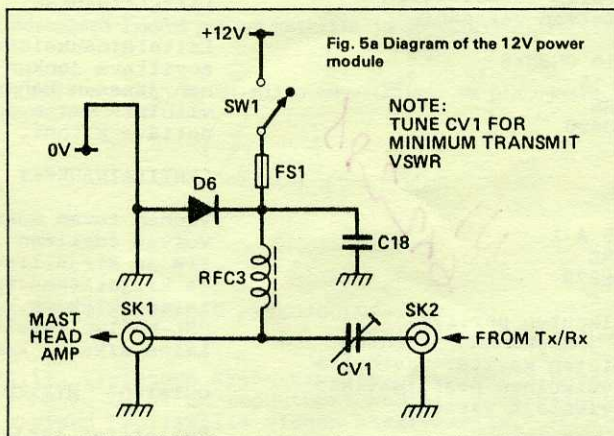 +12V
Fig. 5a Diagram of the 12V power
module
SW1
NOTE:
TUNE CV1 FOR
MINIMUM TRANSMIT
VSWR
0V
FS1
D6
C18
RFC3
SK1
SK2
MAST
HEAD
AMP
FROM Tx/Rx
CV1